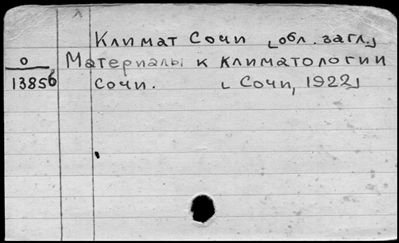 Климат Сочи [обл. загл.]
о Материалы к климатологии
13856 Сочи. [Сочи, 1922]